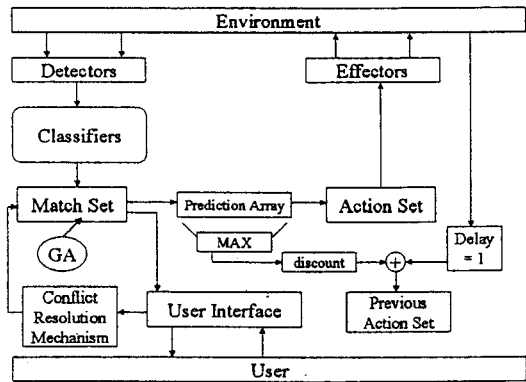 Environment
Detectors
Effectors
Classifiers
Match Set
Prediction Array
Action Set
GA
MAX
discount
+
Delay
= 1
Conflict
Resolution
Mechanism
User Interface
Previous
Action Set
User